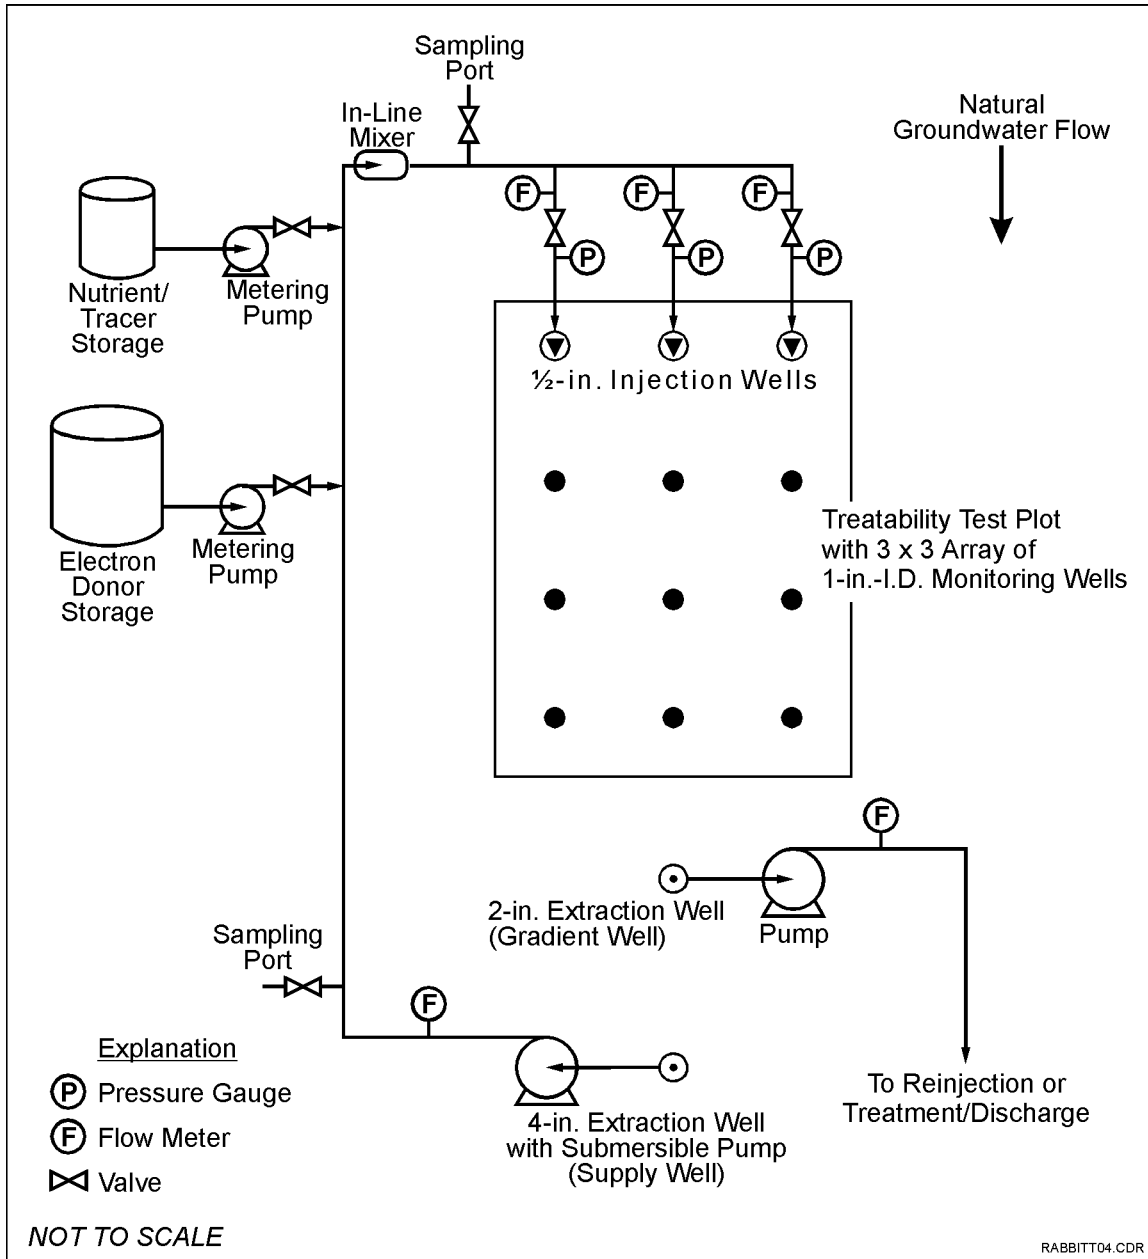 Sampling
Port
In-Line
Mixer
Natural
Groundwater Flow
F
F
F
P
P
P
Nutrient/
Tracer
Storage
Metering
Pump
½-in. Injection Wells
Electron
Donor
Storage
Metering
Pump
Treatability Test Plot
with 3 x 3 Array of
1-in.-I.D. Monitoring Wells
F
2-in. Extraction Well
(Gradient Well)
Pump
Sampling
Port
F
4-in. Extraction Well
with Submersible Pump
(Supply Well)
To Reinjection or
Treatment/Discharge
Explanation
P Pressure Gauge
F Flow Meter
Valve
NOT TO SCALE
RABBITT04.CDR